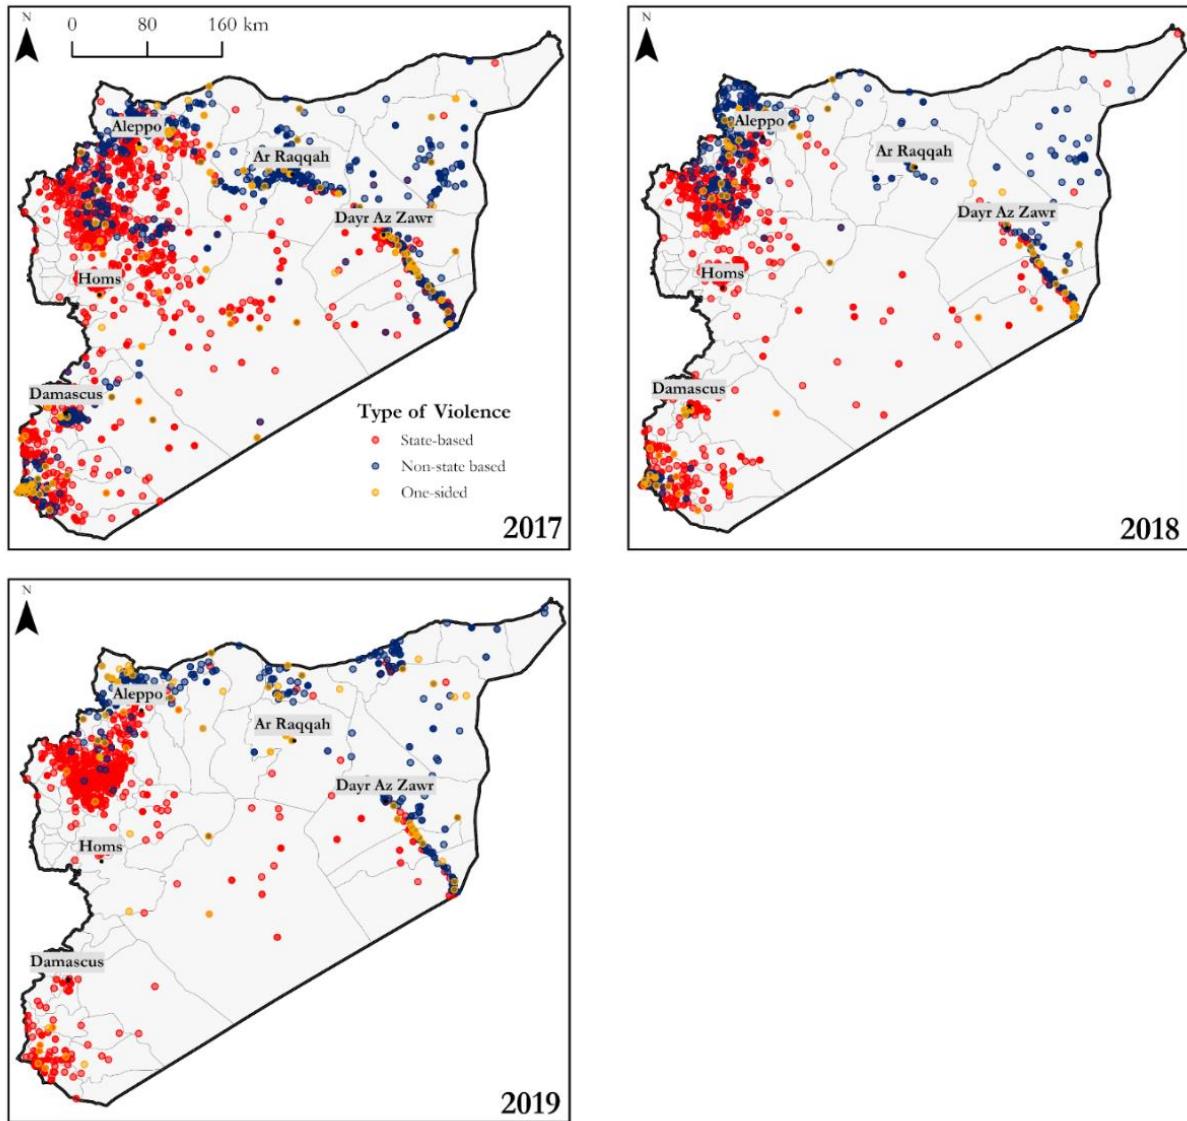 N
0 80 160 km
Aleppo
Ar Raqqah
Dayr Az Zawr
Homs
Damascus
Type of Violence
State-based
Non-state based
One-sided
2017
N
Aleppo
Ar Raqqah
Dayr Az Zawr
Homs
Damascus
2018
N
Aleppo
Ar Raqqah
Dayr Az Zawr
Homs
Damascus
2019